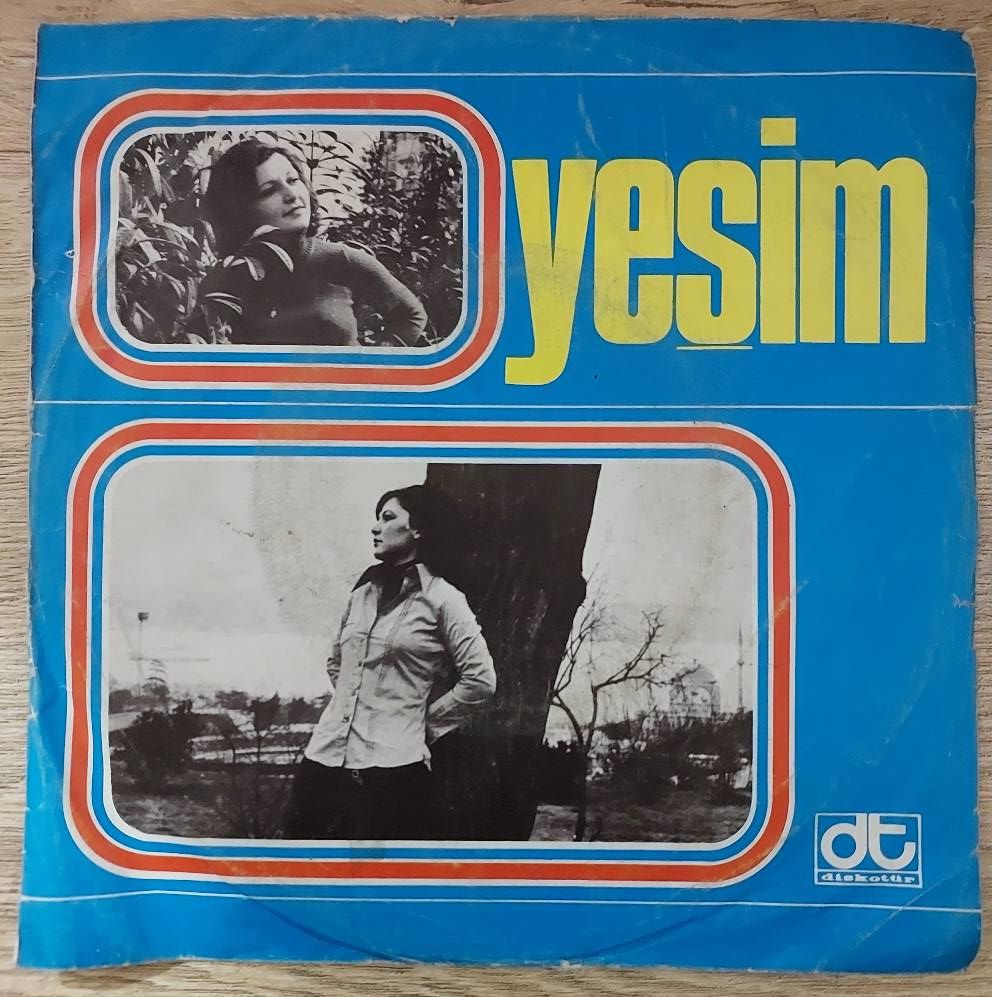 yeşim
dt
diskotür